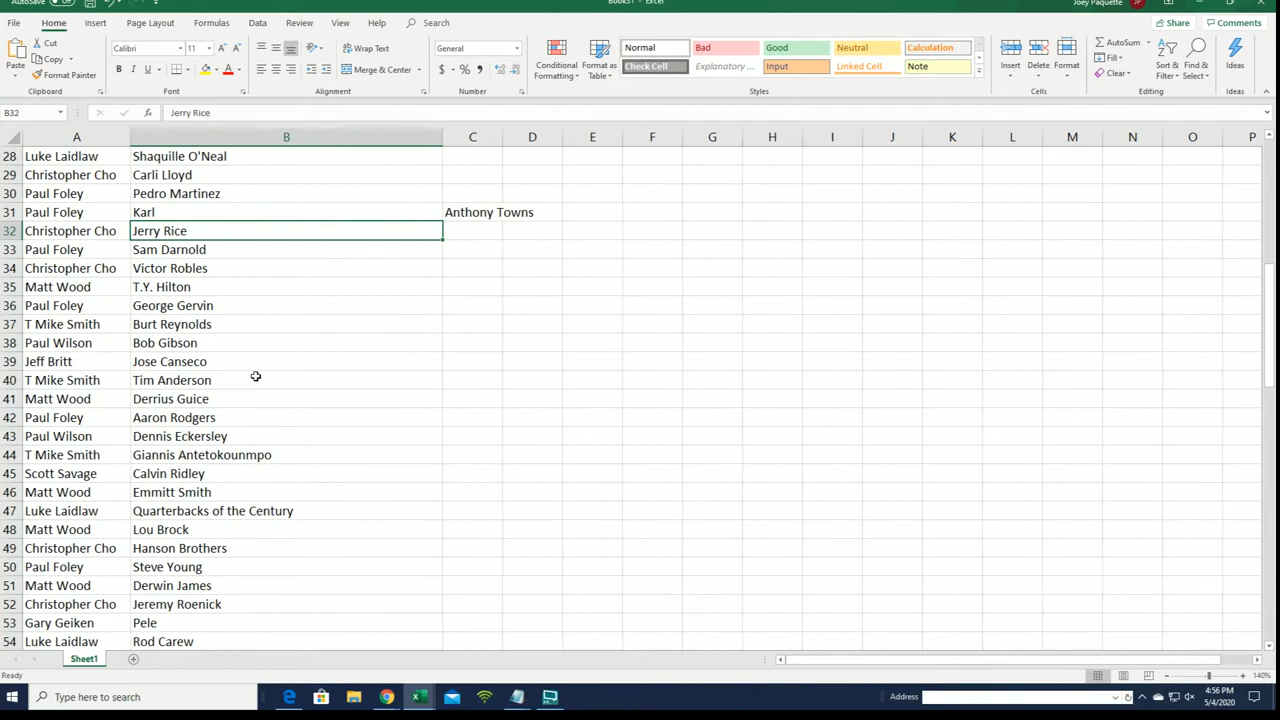 AutoSave Off Book31 - Excel Joey Paquette JP
File Home Insert Page Layout Formulas Data Review View Help Search Share Comments
Paste Cut Copy Format Painter Calibri 11 Wrap Text General Conditional Formatting Format as Table Normal Bad Good Neutral Calculation Insert Delete Format AutoSum Sort & Filter Find & Select Ideas
B I U Merge & Center $ % Check Cell Explanatory... Input Linked Cell Note Fill Clear
Clipboard Font Alignment Number Styles Cells Editing Ideas
B32 fx Jerry Rice
A B C D E F G H I J K L M N O P
28 Luke Laidlaw Shaquille O'Neal
29 Christopher Cho Carli Lloyd
30 Paul Foley Pedro Martinez
31 Paul Foley Karl Anthony Towns
32 Christopher Cho Jerry Rice
33 Paul Foley Sam Darnold
34 Christopher Cho Victor Robles
35 Matt Wood T.Y. Hilton
36 Paul Foley George Gervin
37 T Mike Smith Burt Reynolds
38 Paul Wilson Bob Gibson
39 Jeff Britt Jose Canseco
40 T Mike Smith Tim Anderson
41 Matt Wood Derrius Guice
42 Paul Foley Aaron Rodgers
43 Paul Wilson Dennis Eckersley
44 T Mike Smith Giannis Antetokounmpo
45 Scott Savage Calvin Ridley
46 Matt Wood Emmitt Smith
47 Luke Laidlaw Quarterbacks of the Century
48 Matt Wood Lou Brock
49 Christopher Cho Hanson Brothers
50 Paul Foley Steve Young
51 Matt Wood Derwin James
52 Christopher Cho Jeremy Roenick
53 Gary Geiken Pele
54 Luke Laidlaw Rod Carew
Sheet1
Ready 140%
Type here to search Address 4:56 PM
5/4/2020